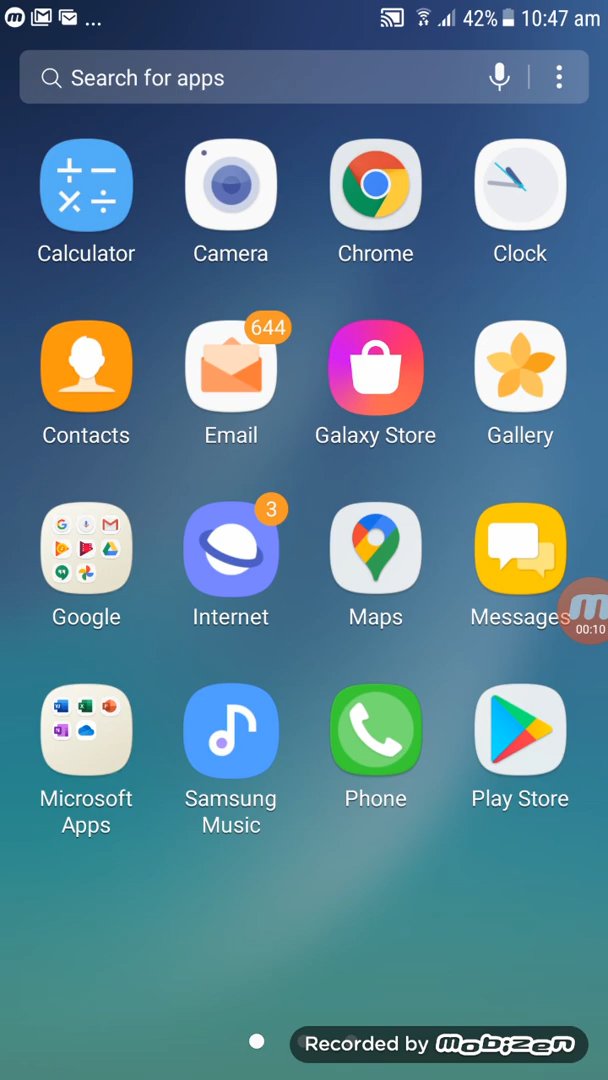 42% 10:47 am
Search for apps
Calculator Camera Chrome Clock
644
Contacts Email Galaxy Store Gallery
3
Google Internet Maps Messages
00:10
Microsoft Apps Samsung Music Phone Play Store
Recorded by mobizen